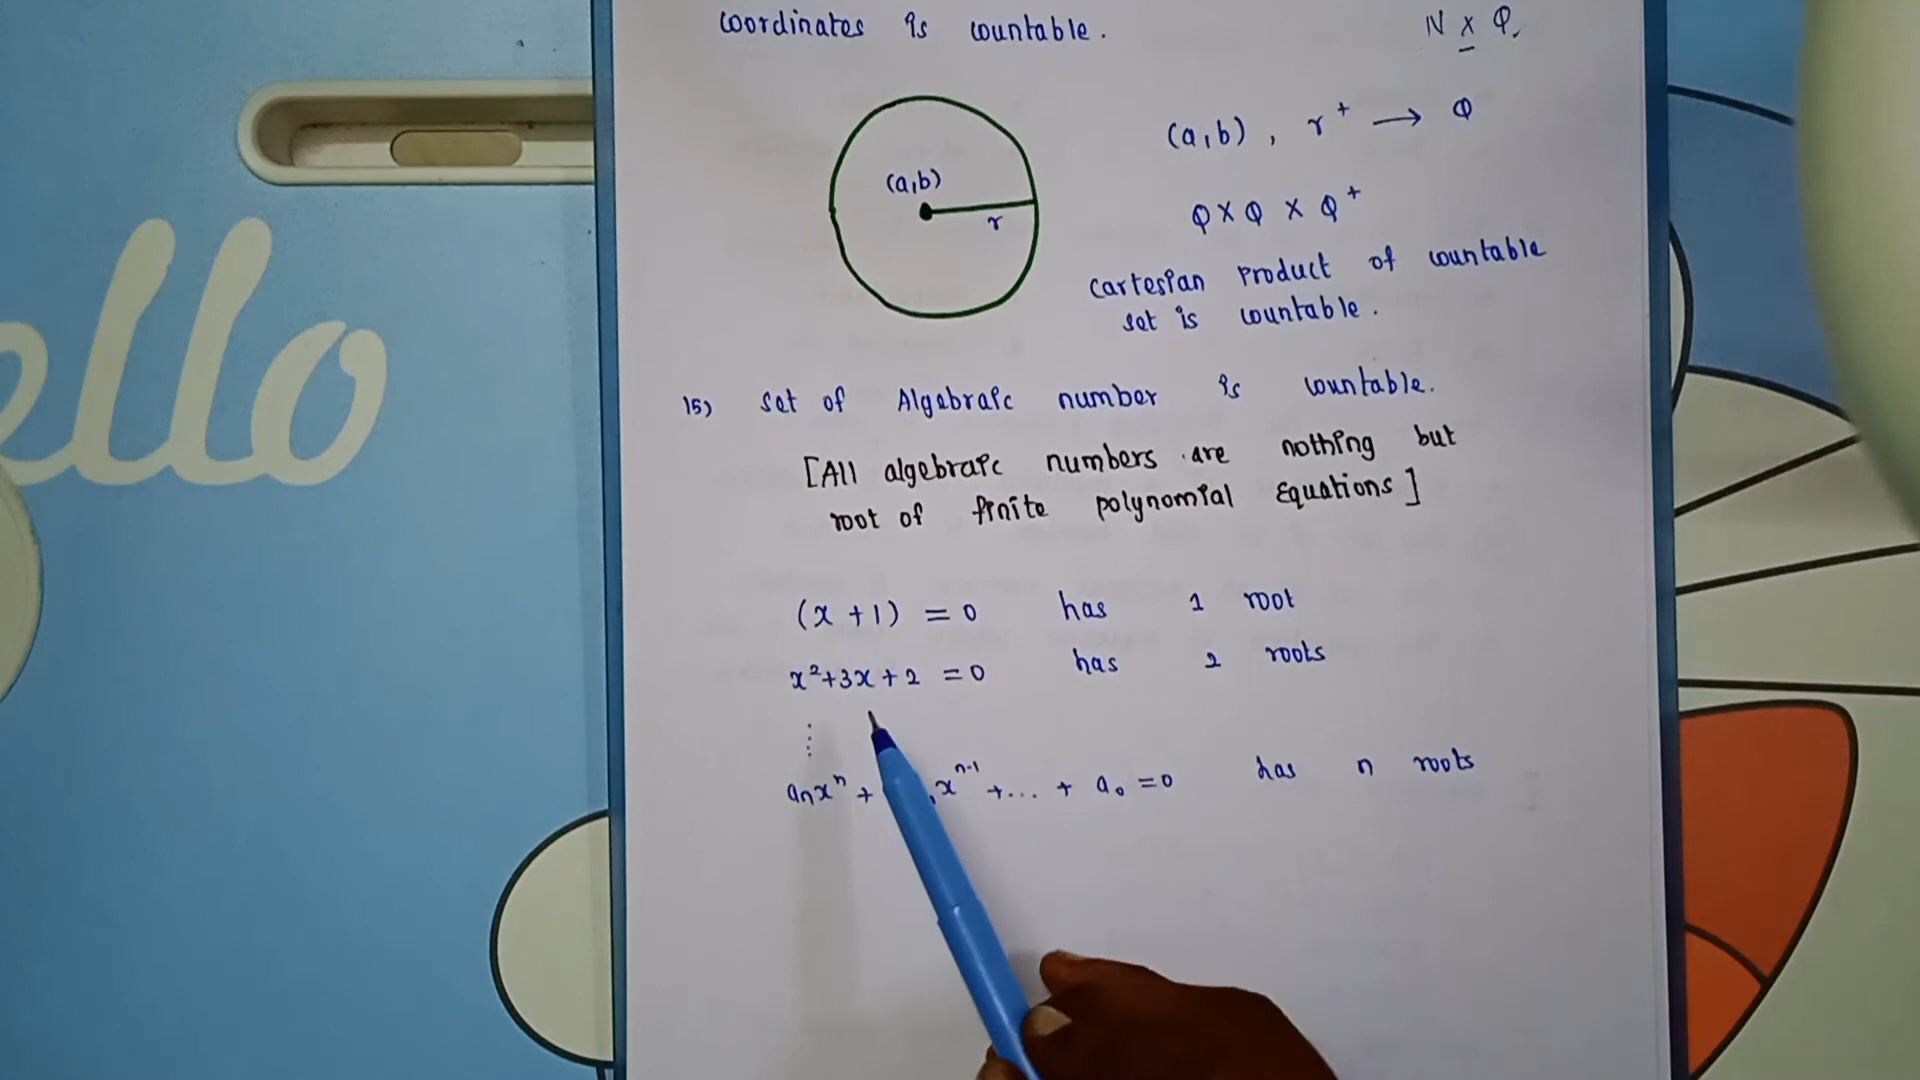 coordinates is countable.
N x Q.
(a,b), r⁺ → Q
(a,b)
r
Q x Q x Q⁺
cartesian product of countable
set is countable.
ello
15) set of Algebraic number is countable.
[All algebraic numbers are nothing but
root of finite polynomial Equations]
(x + 1) = 0 has 1 root
x² + 3x + 2 = 0 has 2 roots
⋮
aₙxⁿ + xⁿ⁻¹ + ... + a₀ = 0 has n roots